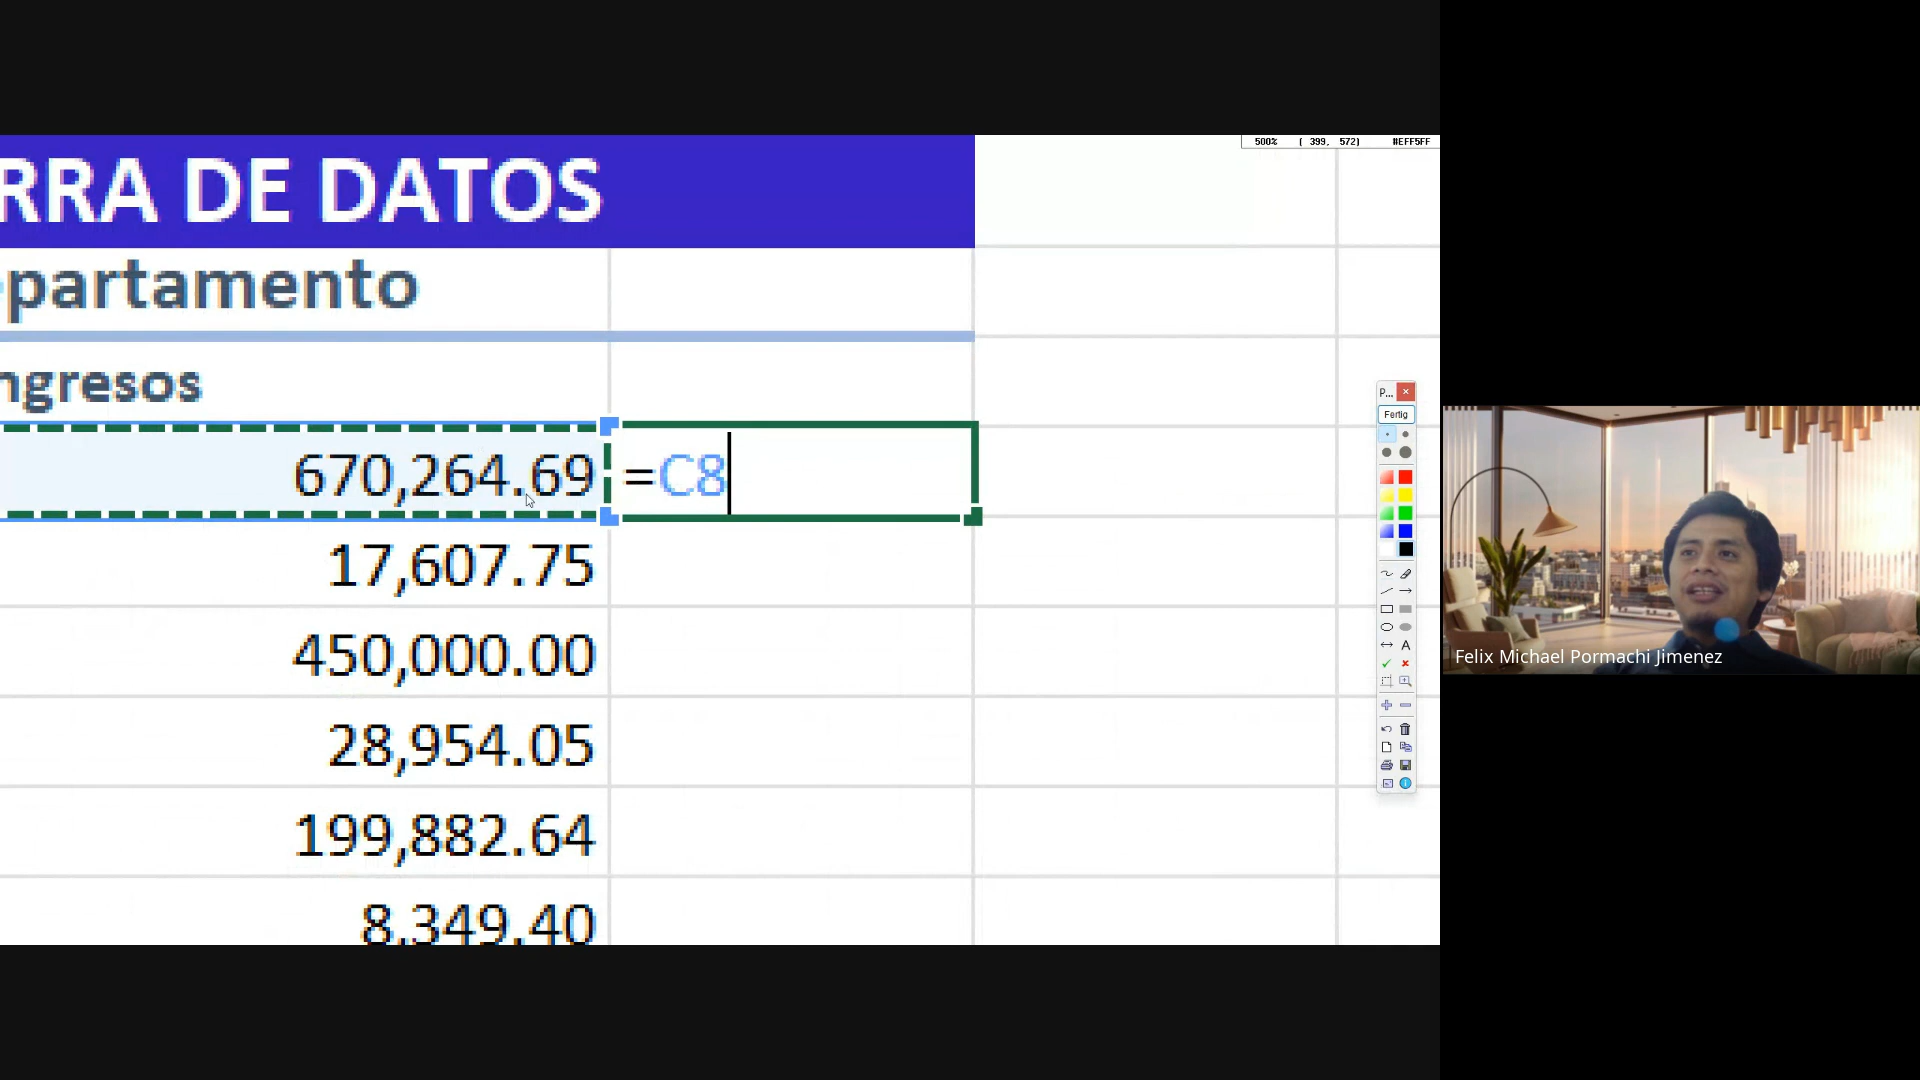 500% ( 399, 572) #EFF5FF
RRA DE DATOS
partamento
ngresos
670,264.69 =C8
17,607.75
450,000.00
28,954.05
199,882.64
8,349.40
P...
Fertig
A
Felix Michael Pormachi Jimenez